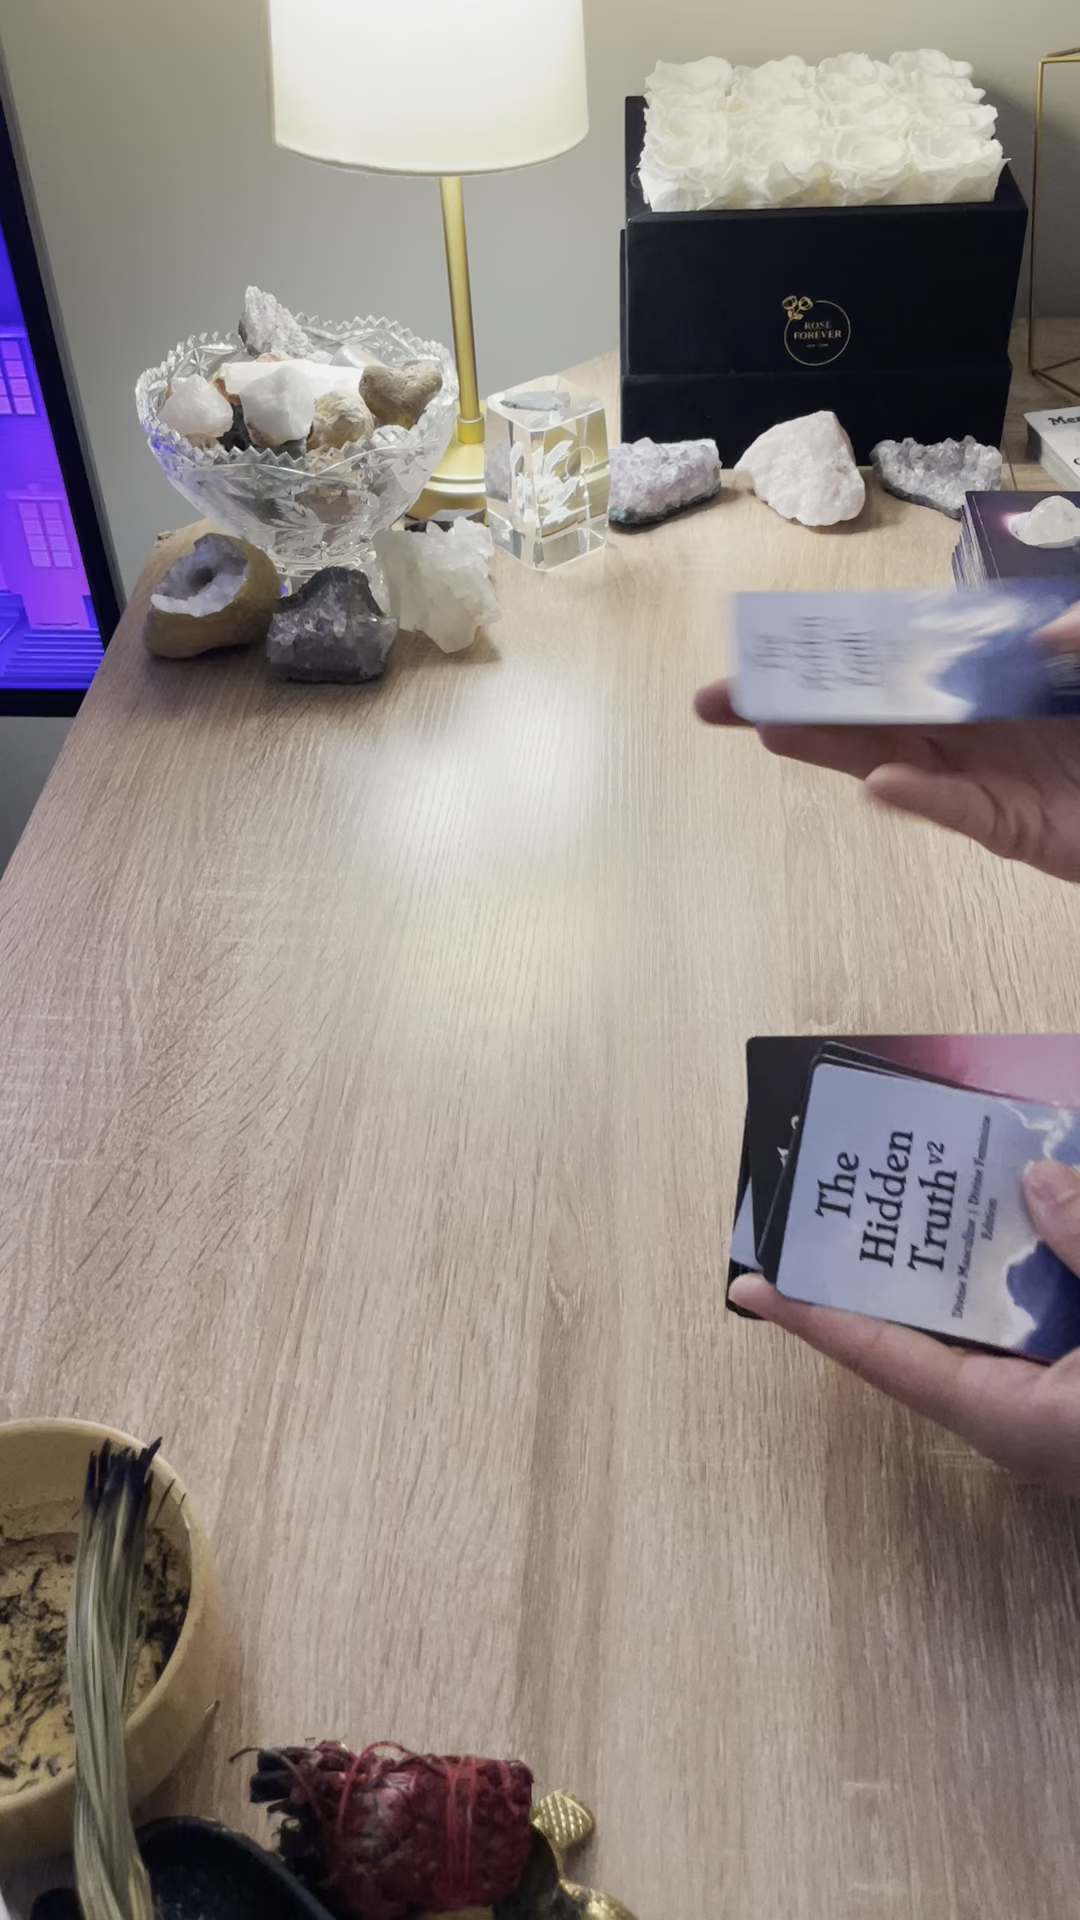 ROSE
FOREVER
The
Hidden
Truth v2
Divine Masculine | Divine Feminine
Edition